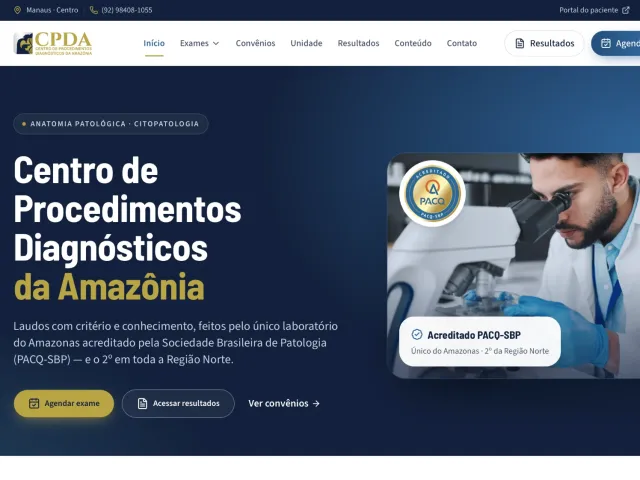 Manaus · Centro
(92) 98408-1055
Portal do paciente
CPDA
CENTRO DE PROCEDIMENTOS
DIAGNÓSTICOS DA AMAZÔNIA
Início
Exames
Convênios
Unidade
Resultados
Conteúdo
Contato
Resultados
Agend
ANATOMIA PATOLÓGICA · CITOPATOLOGIA
Centro de
Procedimentos
Diagnósticos
da Amazônia
Laudos com critério e conhecimento, feitos pelo único laboratório
do Amazonas acreditado pela Sociedade Brasileira de Patologia
(PACQ-SBP) — e o 2º em toda a Região Norte.
Agendar exame
Acessar resultados
Ver convênios
ACREDITADO
PACQ
PACQ-SBP
Acreditado PACQ-SBP
Único do Amazonas · 2º da Região Norte